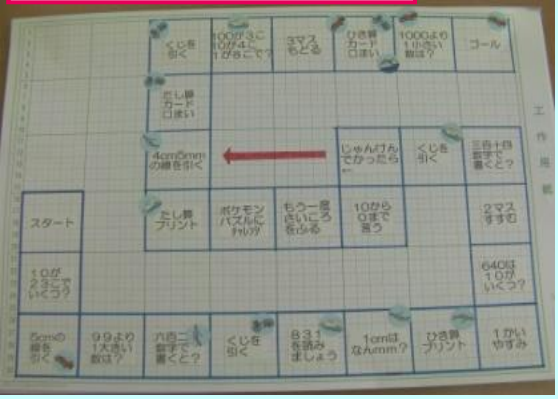 くじを
引く
100が3こ
10が4こ
1が8こで?
3マス
もどる
ひき算
カード
口まい
1000より
1小さい
数は?
ゴール
たし算
カード
口まい
4cm5mm
の線を引く
じゃんけん
でかったら
←
くじを
引く
三百十四
数字で
書くと?
工作用紙
スタート
たし算
プリント
ポケモン
パズルに
チャレンジ
もう一度
さいころ
をふる
10から
0まで
言う
2マス
すすむ
10が
23こで
いくつ?
640は
10が
いくつ?
5cmの
線を
引く
99より
1大きい
数は?
六百二
数字で
書くと?
くじを
引く
831
を読み
ましょう
1cmは
なんmm?
ひき算
プリント
1かい
やすみ